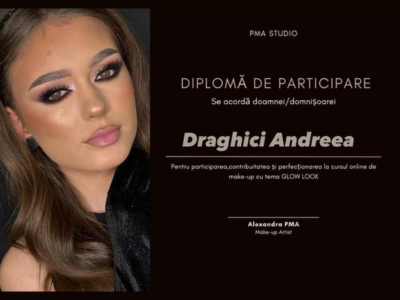 PMA STUDIO
DIPLOMĂ DE PARTICIPARE
Se acordă doamnei/domnișoarei
Draghici Andreea
Pentru participarea,contribuitatea și perfecționarea la cursul online de
make-up cu tema GLOW LOOK
Alexandra PMA
Make-up Artist